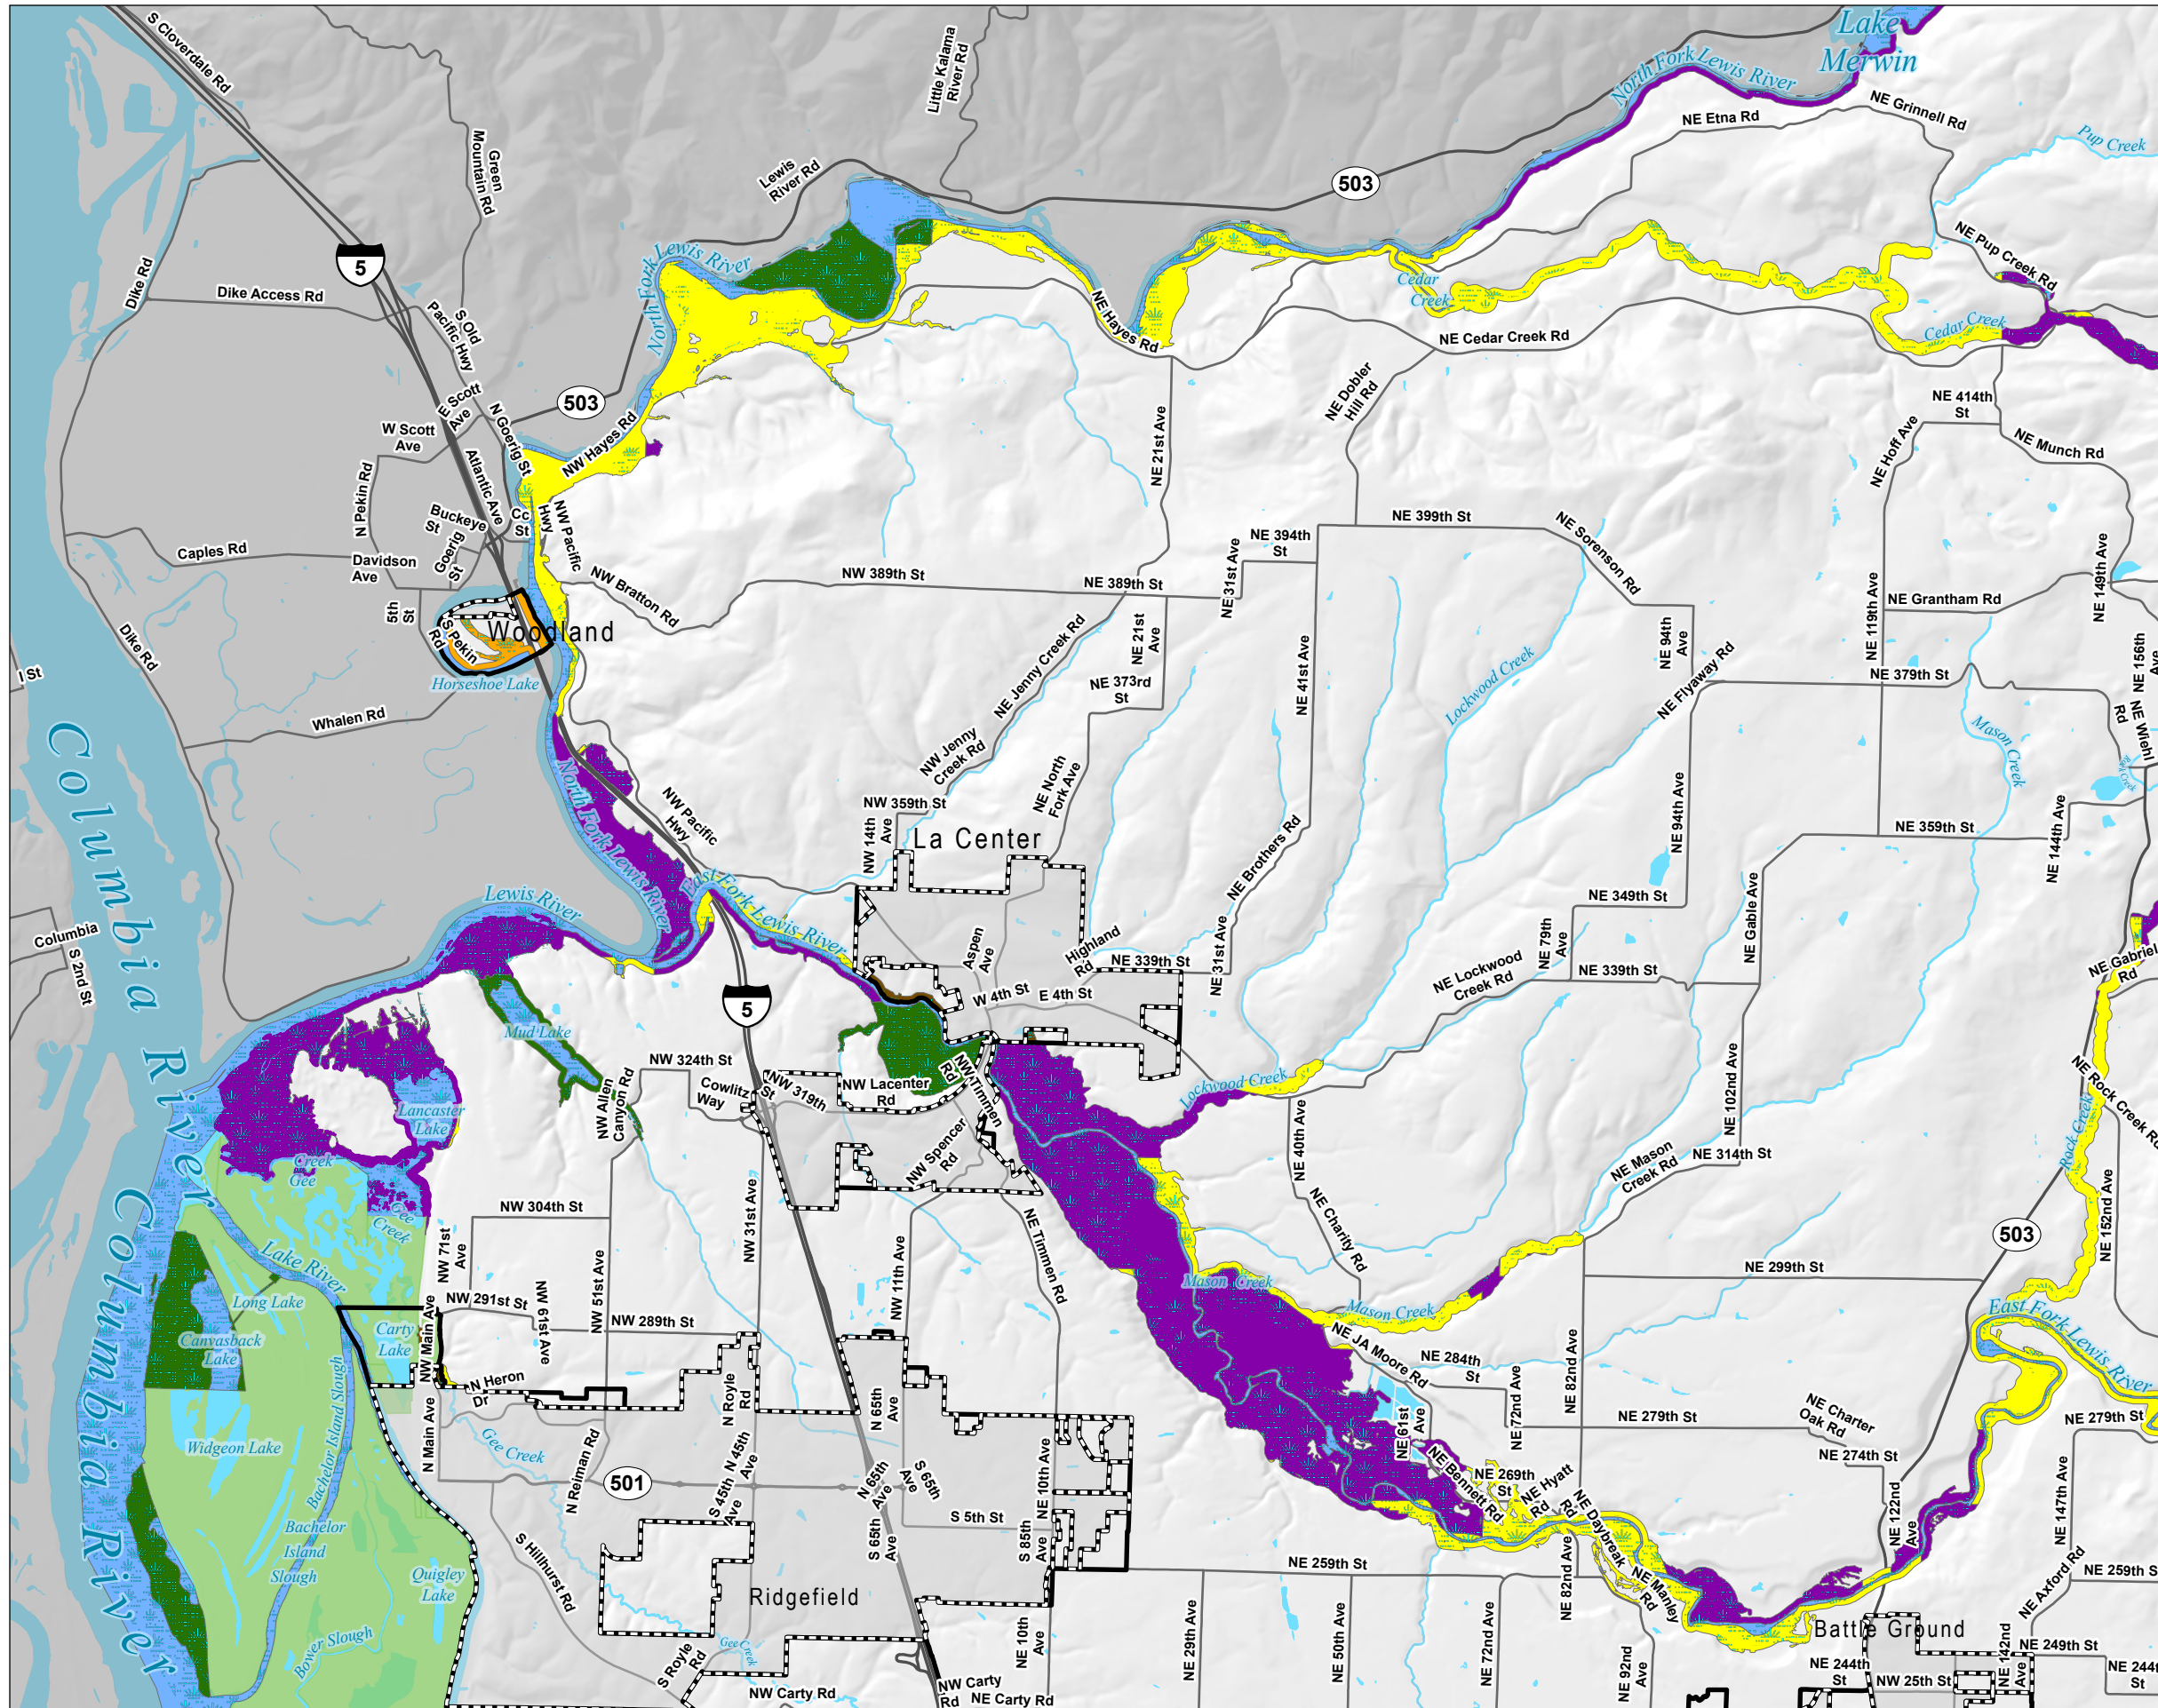 S Cloverdale Rd
Little Kalama
River Rd
Lake
Merwin
North Fork Lewis River
NE Etna Rd
NE Grinnell Rd
Pup Creek
Green
Mountain Rd
Lewis
River Rd
503
5
Dike Rd
Dike Access Rd
S Old
Pacific Hwy
North Fork Lewis River
NE Hayes Rd
Cedar
Creek
NE Pup Creek Rd
Cedar Creek
NE Cedar Creek Rd
NE Dobler
Hill Rd
503
E Scott
Ave
W Scott
Ave
N Goerig St
NW Hayes Rd
NE 21st Ave
NE 414th
St
NE Hoff Ave
NE Munch Rd
N Pekin Rd
Atlantic Ave
Buckeye
St
Cc
St
NW Pacific
Hwy
Goerig
St
Caples Rd
Davidson
Ave
NE 399th St
NE 394th
St
NE Sorenson Rd
NE 149th Ave
NW 389th St
NE 389th St
NE 31st Ave
NW Bratton Rd
NE 119th Ave
NE Grantham Rd
5th
St
S Pekin
Rd
Woodland
Horseshoe Lake
Dike Rd
I St
Whalen Rd
NE Jenny Creek Rd
NE 21st
Ave
NE 373rd
St
NE 41st Ave
Lockwood Creek
NE 94th
Ave
NE Flyaway Rd
NE 379th St
NE 156th
Ave
NE Wiehl
Rd
Mason Creek
Rock Creek
Columbia River
NW Jenny
Creek Rd
NE North
Fork Ave
North Fork Lewis River
NW Pacific
Hwy
NW 359th St
NW 14th
Ave
La Center
NE Brothers Rd
NE 94th Ave
NE 359th St
NE 144th Ave
NE 349th St
Lewis River
East Fork Lewis River
Columbia
S 2nd St
Aspen
Ave
Highland
Rd
NE 339th St
NE 31st Ave
NE Lockwood
Creek Rd
NE 79th
Ave
NE 339th St
NE Gable Ave
NE Gabriel
Rd
W 4th St
E 4th St
5
Mud Lake
NW 324th St
Cowlitz
Way
NW 319th
St
NW Lacenter
Rd
NW Timmen
Rd
Lockwood Creek
NW Allen
Canyon Rd
Lancaster
Lake
NE 40th Ave
NE 102nd Ave
NE Rock Creek Rd
Rock Creek
Gee
Creek
Gee
Creek
NW Spencer
Rd
NE Mason
Creek Rd
NE 314th St
NE 152nd Ave
NW 304th St
NW 31st Ave
NE Timmen Rd
NE Charity Rd
503
Columbia River
Lake River
NW 71st
Ave
NW 11th Ave
NE 299th St
Long Lake
Mason Creek
Mason Creek
NW 291st St
NW 61st Ave
NW 51st Ave
NW 289th St
East Fork Lewis River
Canvasback
Lake
Carty
Lake
NW Main Ave
NE JA Moore Rd
NE 284th
St
NE 72nd Ave
NE 82nd Ave
N Heron
Dr
N Royle
Rd
N 65th
Ave
NE 61st
Ave
NE 279th St
NE Charter
Oak Rd
NE 279th St
NE 274th St
Widgeon Lake
Bachelor Island Slough
N Main Ave
Gee Creek
N Reiman Rd
501
N 45th
Ave
S 45th
Ave
N 65th
Ave
S 65th
Ave
NE 10th Ave
NE Bennett Rd
NE 269th
St
NE Hyatt
Rd
NE 122nd
Ave
NE 147th Ave
Bachelor
Island
Slough
S 5th St
S 65th
Ave
S 85th
Ave
NE 259th St
NE Daybreak
Rd
NE Manley
Rd
NE 82nd Ave
NE Axford Rd
NE 259th S
Quigley
Lake
S Hillhurst Rd
Ridgefield
Battle Ground
Bower Slough
Gee
Creek
S Royle
Rd
NE 10th
Ave
NE 29th Ave
NE 50th Ave
NE 72nd Ave
NE 92nd
Ave
NE 142nd
Ave
NE 249th St
NE 244th
St
NW 25th St
NE 244t
St
NW Carty Rd
NW Carty
Rd
NE Carty Rd